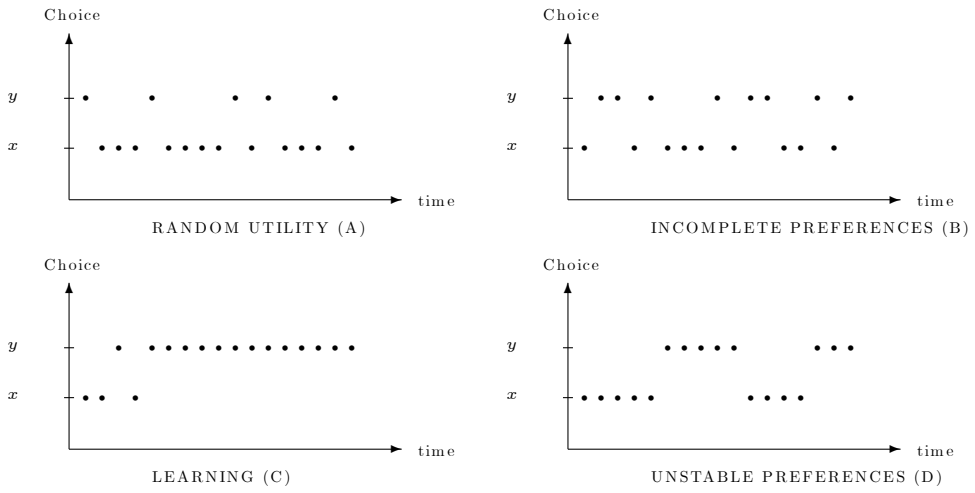 Choice
y
x
time
RANDOM UTILITY (A)
Choice
y
x
time
INCOMPLETE PREFERENCES (B)
Choice
y
x
time
LEARNING (C)
Choice
y
x
time
UNSTABLE PREFERENCES (D)